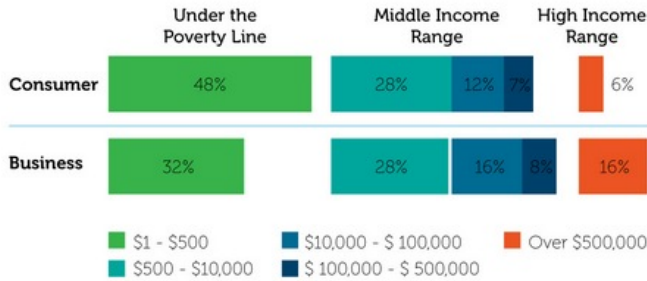 Under the
Poverty Line
Middle Income
Range
High Income
Range
Consumer
48%
28%
12%
7%
6%
Business
32%
28%
16%
8%
16%
$1 - $500
$10,000 - $ 100,000
Over $500,000
$500 - $10,000
$ 100,000 - $ 500,000